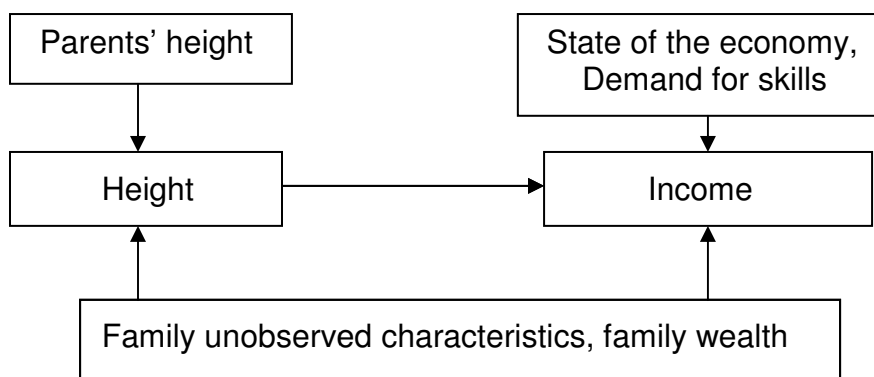 Parents’ height
State of the economy,
Demand for skills
Height
Income
Family unobserved characteristics, family wealth